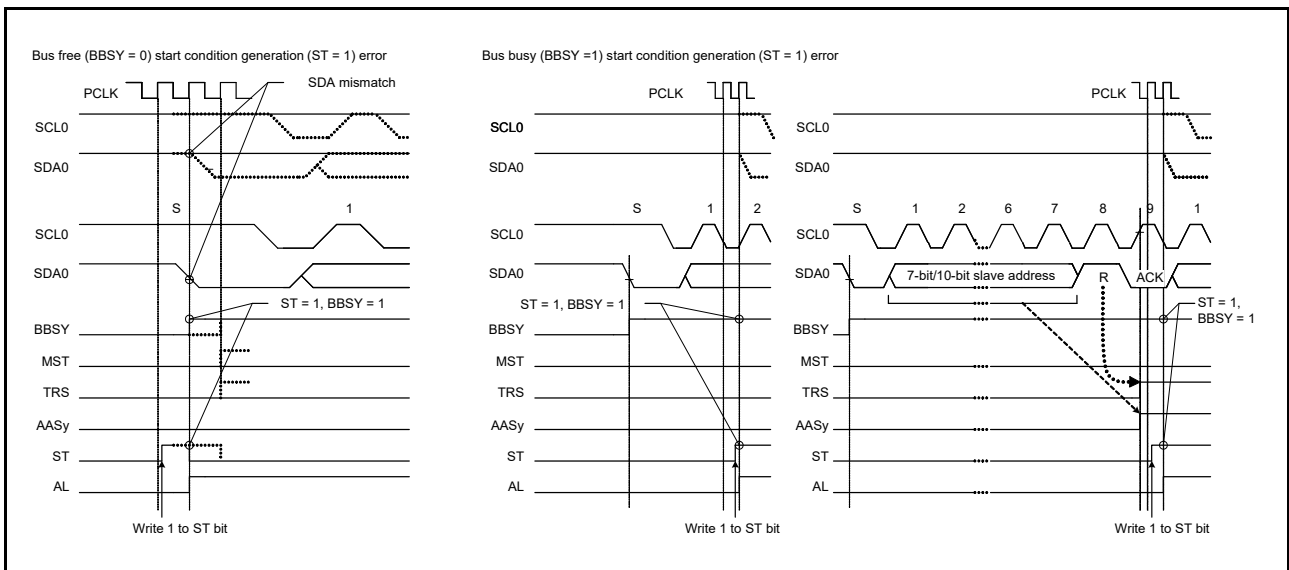 Bus free (BBSY = 0) start condition generation (ST = 1) error
PCLK
SDA mismatch
SCL0
SDA0
S 1
SCL0
SDA0
ST = 1, BBSY = 1
BBSY
MST
TRS
AASy
ST
AL
Write 1 to ST bit
Bus busy (BBSY =1) start condition generation (ST = 1) error
PCLK
SCL0
SDA0
S 1 2
SCL0
SDA0
ST = 1, BBSY = 1
BBSY
MST
TRS
AASy
ST
AL
Write 1 to ST bit
PCLK
SCL0
SDA0
S 1 2 6 7 8 9 1
SCL0
SDA0
7-bit/10-bit slave address R ACK
ST = 1,
BBSY = 1
BBSY
MST
TRS
AASy
ST
AL
Write 1 to ST bit